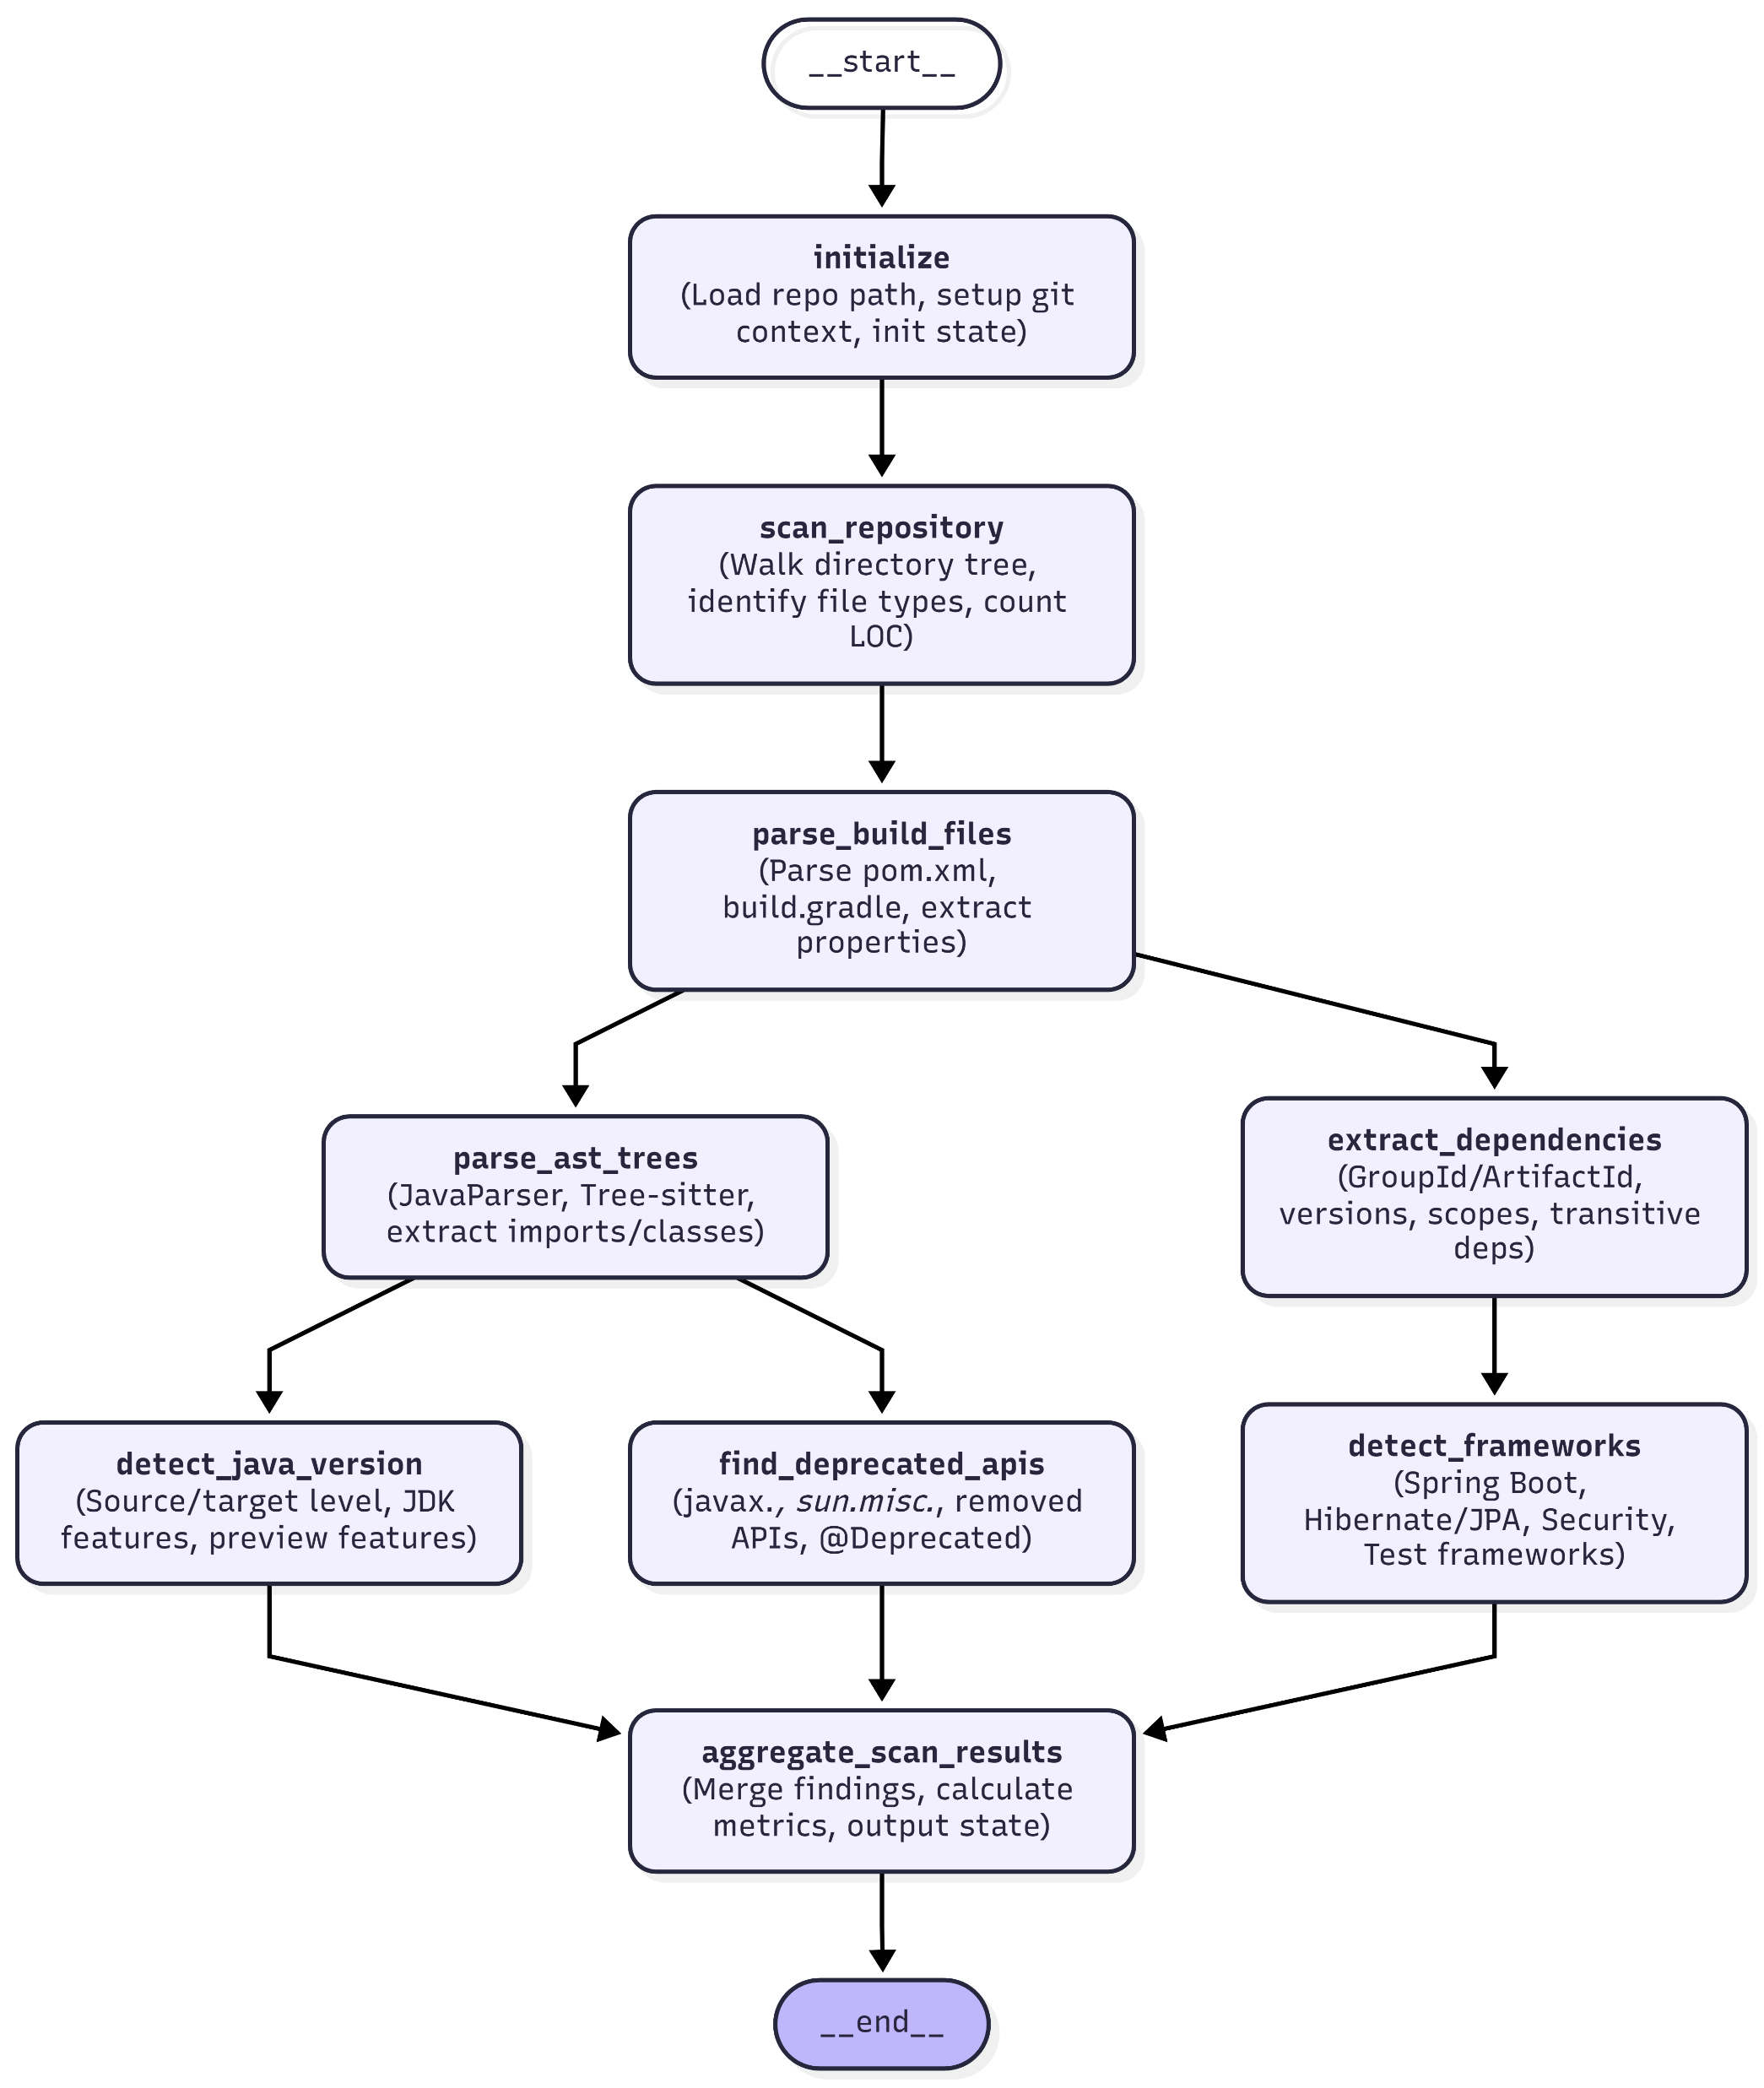 __start__
initialize
(Load repo path, setup git
context, init state)
scan_repository
(Walk directory tree,
identify file types, count
LOC)
parse_build_files
(Parse pom.xml,
build.gradle, extract
properties)
parse_ast_trees
(JavaParser, Tree-sitter,
extract imports/classes)
extract_dependencies
(GroupId/ArtifactId,
versions, scopes, transitive
deps)
detect_java_version
(Source/target level, JDK
features, preview features)
find_deprecated_apis
(javax., sun.misc., removed
APIs, @Deprecated)
detect_frameworks
(Spring Boot,
Hibernate/JPA, Security,
Test frameworks)
aggregate_scan_results
(Merge findings, calculate
metrics, output state)
__end__